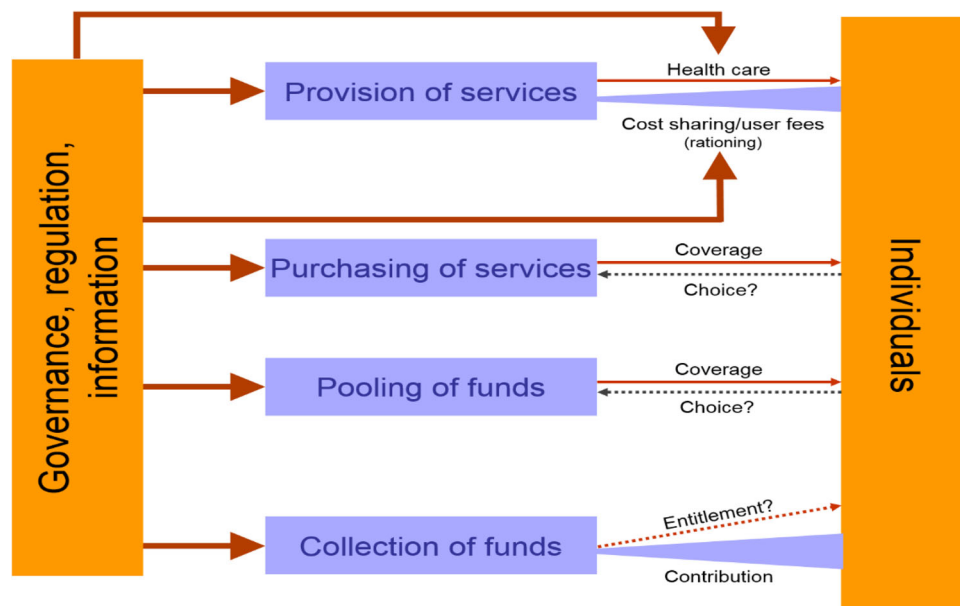 Governance, regulation,
information
Provision of services
Health care
Cost sharing/user fees
(rationing)
Purchasing of services
Coverage
Choice?
Pooling of funds
Coverage
Choice?
Collection of funds
Entitlement?
Contribution
Individuals